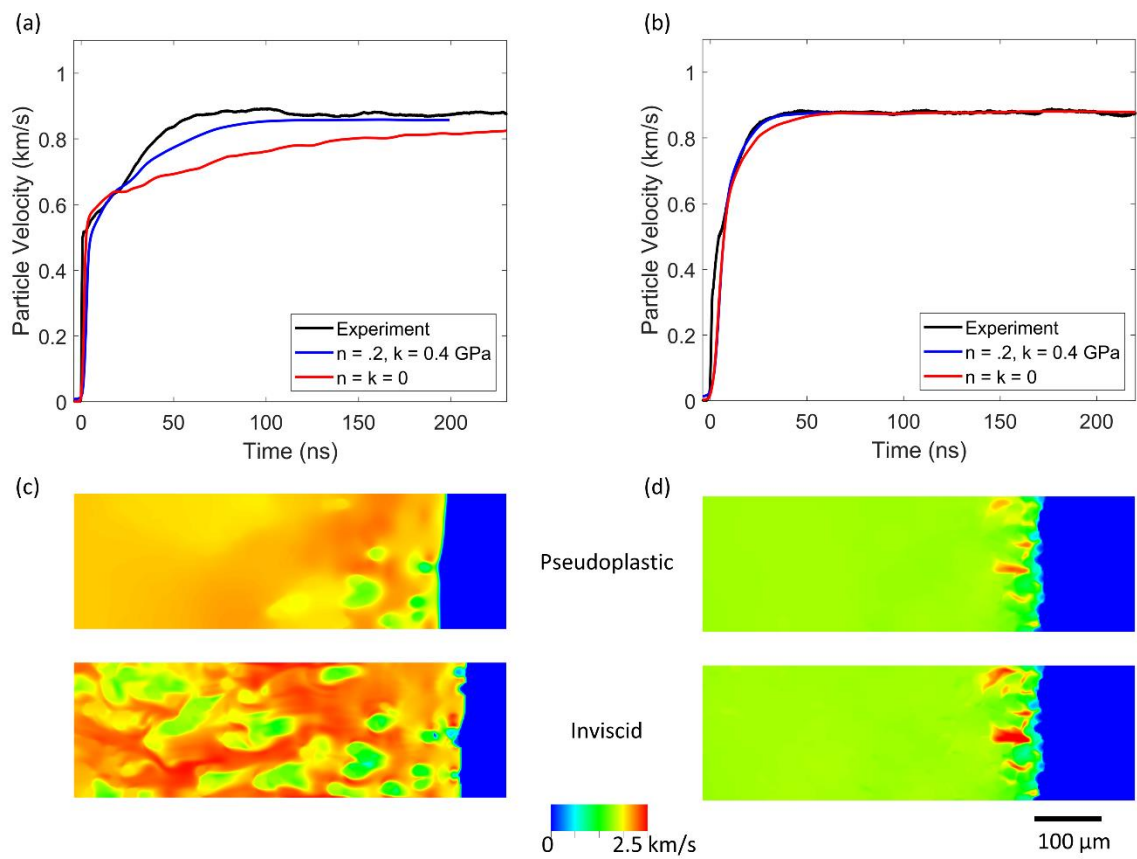 (a)
1
0.8
0.6
0.4
0.2
0
Particle Velocity (km/s)
0 50 100 150 200
Time (ns)
Experiment
n = .2, k = 0.4 GPa
n = k = 0
(b)
1
0.8
0.6
0.4
0.2
0
Particle Velocity (km/s)
0 50 100 150 200
Time (ns)
Experiment
n = .2, k = 0.4 GPa
n = k = 0
(c)
(d)
Pseudoplastic
Inviscid
0 2.5 km/s
100 µm